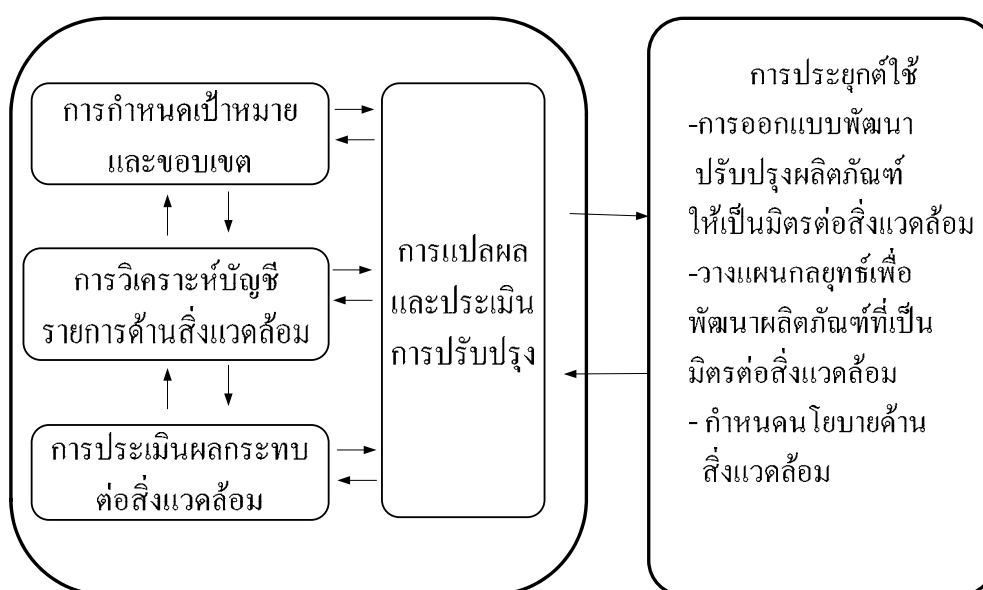 การกำหนดเป้าหมาย
และขอบเขต
การวิเคราะห์บัญชี
รายการด้านสิ่งแวดล้อม
การประเมินผลกระทบ
ต่อสิ่งแวดล้อม
การแปลผล
และประเมิน
การปรับปรุง
การประยุกต์ใช้
-การออกแบบพัฒนา
ปรับปรุงผลิตภัณฑ์
ให้เป็นมิตรต่อสิ่งแวดล้อม
-วางแผนกลยุทธ์เพื่อ
พัฒนาผลิตภัณฑ์ที่เป็น
มิตรต่อสิ่งแวดล้อม
- กำหนดนโยบายด้าน
สิ่งแวดล้อม